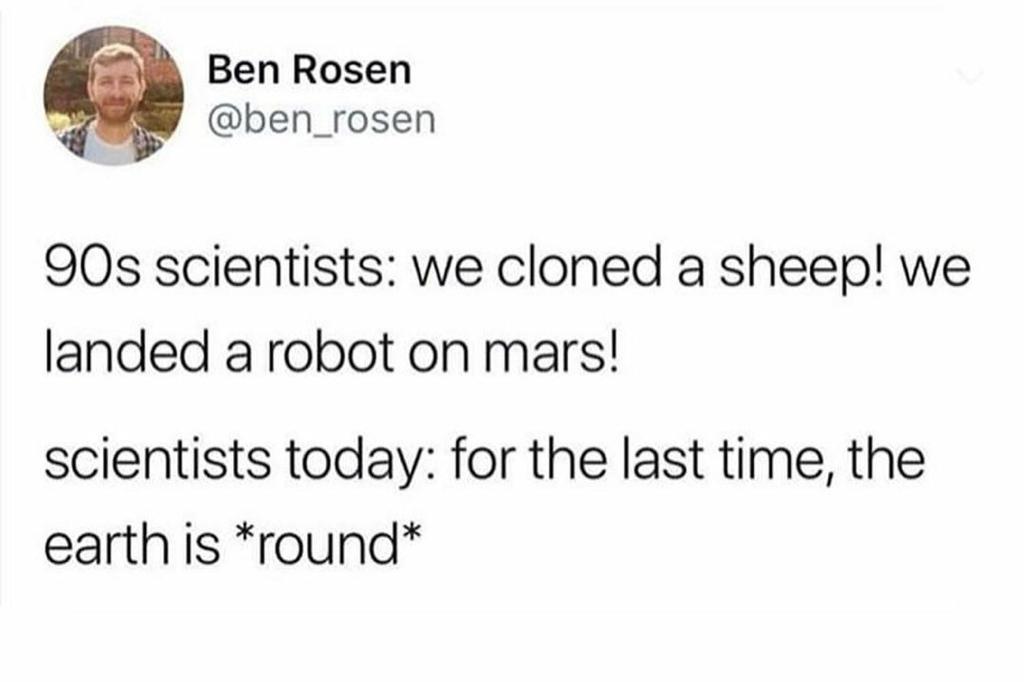 Ben Rosen
@ben_rosen
90s scientists: we cloned a sheep! we
landed a robot on mars!
scientists today: for the last time, the
earth is *round*